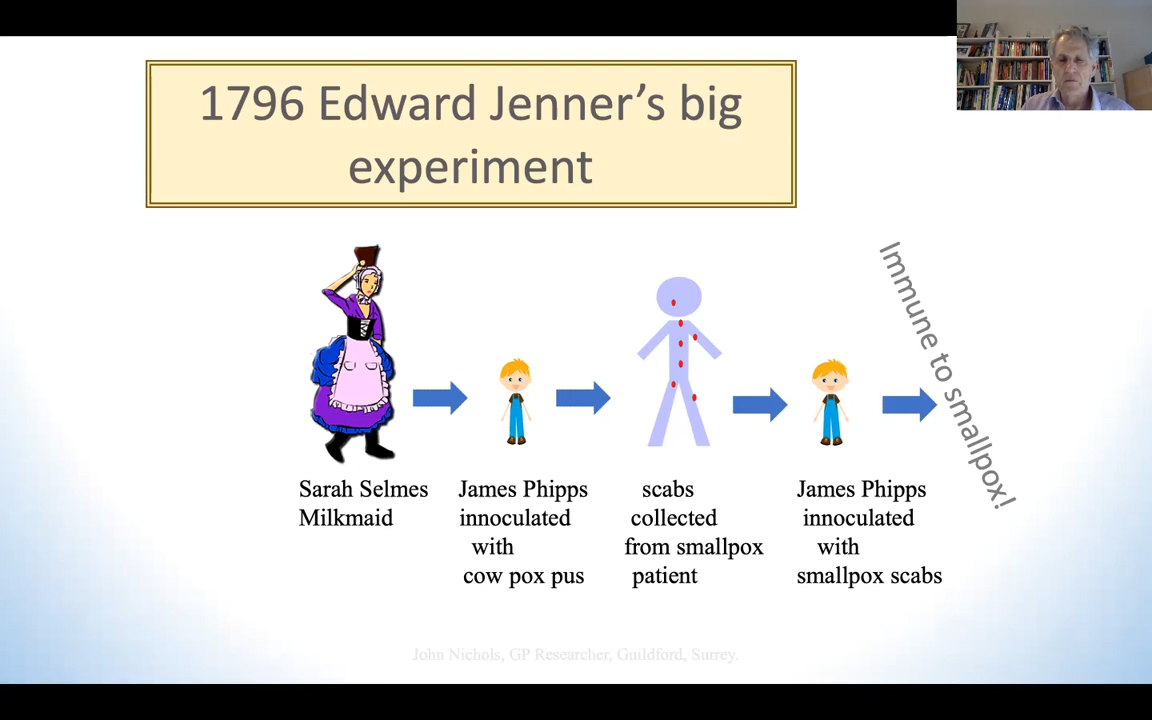 1796 Edward Jenner’s big
experiment
Immune to smallpox!
Sarah Selmes
Milkmaid
James Phipps
innoculated
with
cow pox pus
scabs
collected
from smallpox
patient
James Phipps
innoculated
with
smallpox scabs
John Nichols, GP Researcher, Guildford, Surrey.